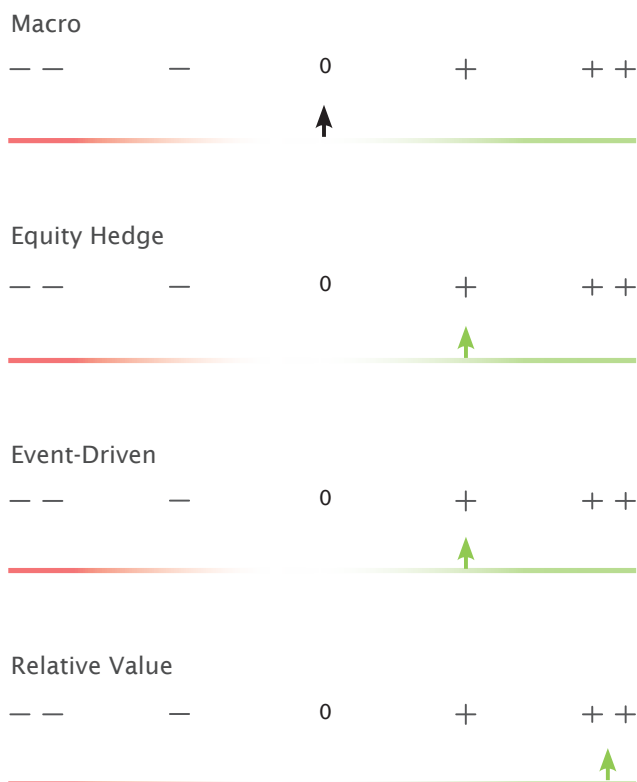 Macro
— — — 0 + + +
Equity Hedge
— — — 0 + + +
Event-Driven
— — — 0 + + +
Relative Value
— — — 0 + + +